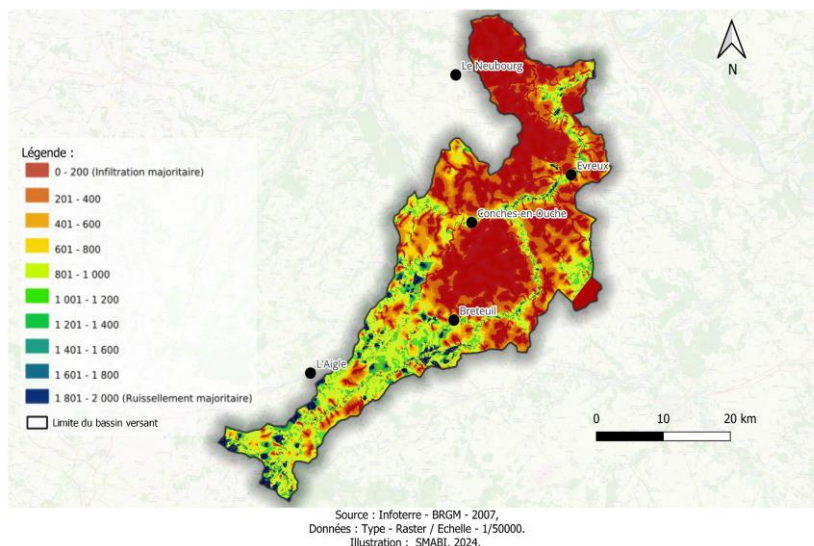 Le Neubourg
N
Légende :
0 - 200 (Infiltration majoritaire)
201 - 400
401 - 600
601 - 800
801 - 1 000
1 001 - 1 200
1 201 - 1 400
1 401 - 1 600
1 601 - 1 800
1 801 - 2 000 (Ruissellement majoritaire)
Limite du bassin versant
Évreux
Conches-en-Ouche
Breteuil
L'Aigle
0 10 20 km
Source : Infoterre - BRGM - 2007,
Données : Type - Raster / Echelle - 1/50000.
Illustration : SMABI, 2024.